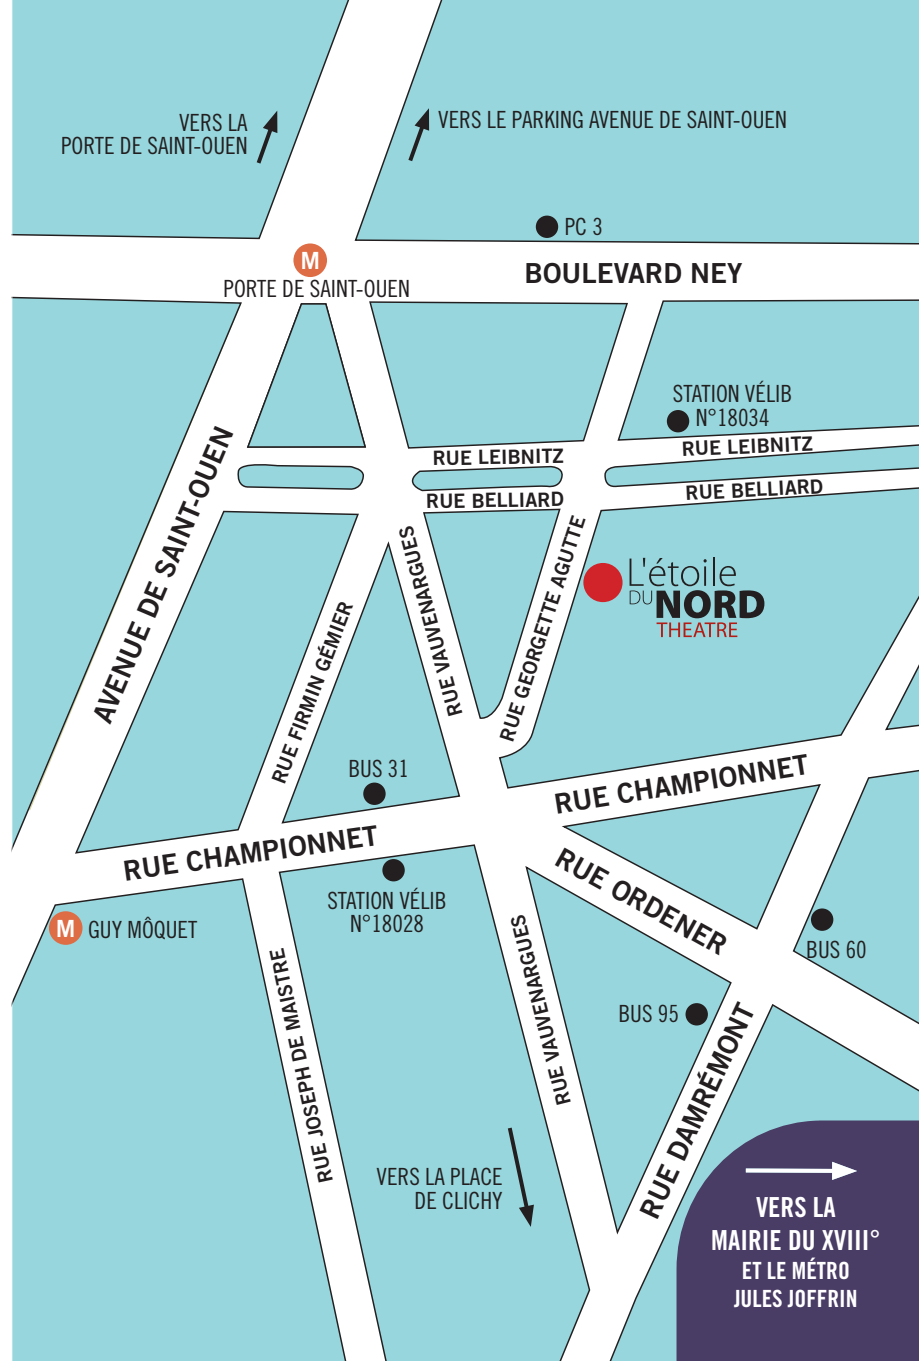 VERS LA
PORTE DE SAINT-OUEN
VERS LE PARKING AVENUE DE SAINT-OUEN
PC 3
M
PORTE DE SAINT-OUEN
BOULEVARD NEY
STATION VÉLIB
N°18034
RUE LEIBNITZ
RUE LEIBNITZ
RUE BELLIARD
RUE BELLIARD
AVENUE DE SAINT-OUEN
RUE VAUVENARGUES
RUE GEORGETTE AGUTTE
L'étoile
DU NORD
THEATRE
RUE FIRMIN GÉMIER
BUS 31
RUE CHAMPIONNET
RUE CHAMPIONNET
STATION VÉLIB
N°18028
RUE ORDENER
M GUY MÔQUET
BUS 60
RUE JOSEPH DE MAISTRE
RUE VAUVENARGUES
BUS 95
RUE DAMRÉMONT
VERS LA PLACE
DE CLICHY
VERS LA
MAIRIE DU XVIII°
ET LE MÉTRO
JULES JOFFRIN